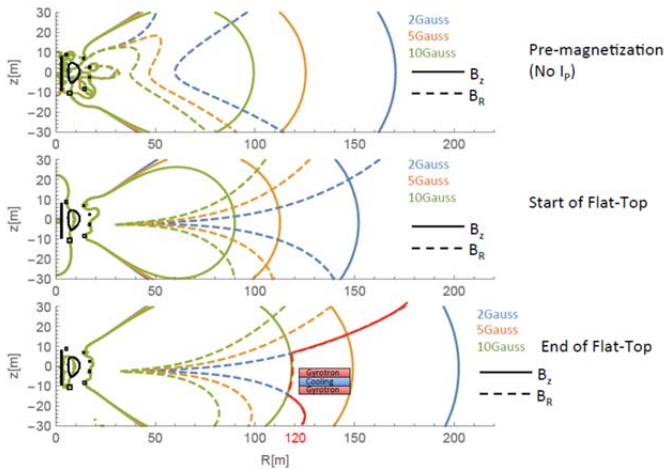 30
20
10
0
-10
-20
-30
z[m]
0
50
100
150
200
2Gauss
5Gauss
10Gauss
Pre-magnetization
(No IP)
Bz
BR
30
20
10
0
-10
-20
-30
z[m]
0
50
100
150
200
2Gauss
5Gauss
10Gauss
Start of Flat-Top
Bz
BR
30
20
10
0
-10
-20
-30
z[m]
Gyrotron
Cooling
Gyrotron
2Gauss
5Gauss
10Gauss
End of Flat-Top
Bz
BR
0
50
100
120
150
200
R[m]